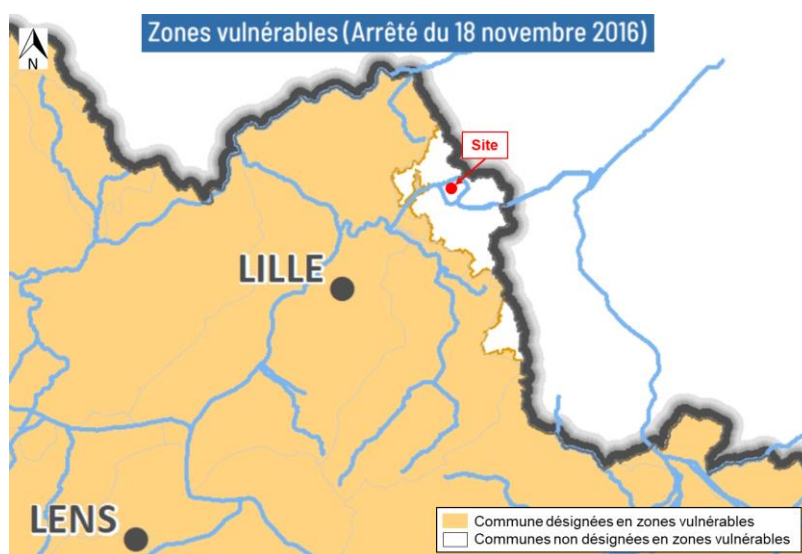 Zones vulnérables (Arrêté du 18 novembre 2016)
N
Site
LILLE
LENS
Commune désignées en zones vulnérables
Communes non désignées en zones vulnérables